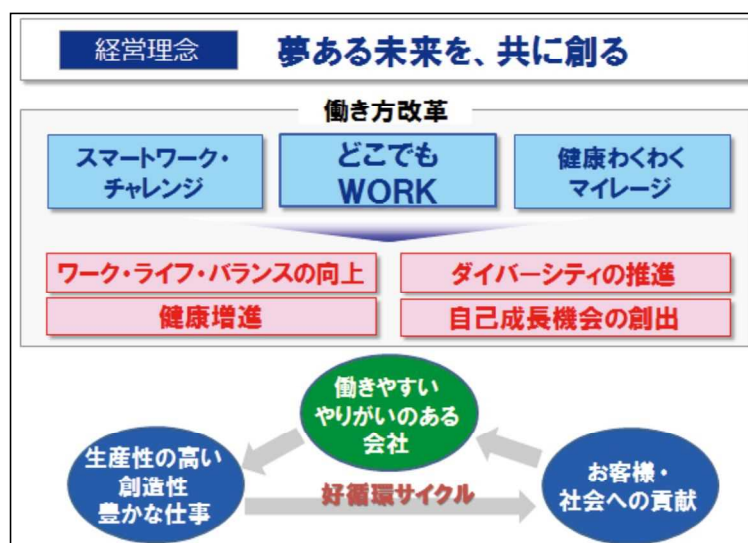 経営理念
夢ある未来を、共に創る
働き方改革
スマートワーク・
チャレンジ
どこでも
WORK
健康わくわく
マイレージ
ワーク・ライフ・バランスの向上
ダイバーシティの推進
健康増進
自己成長機会の創出
働きやすい
やりがいのある
会社
生産性の高い
創造性
豊かな仕事
好循環サイクル
お客様・
社会への貢献